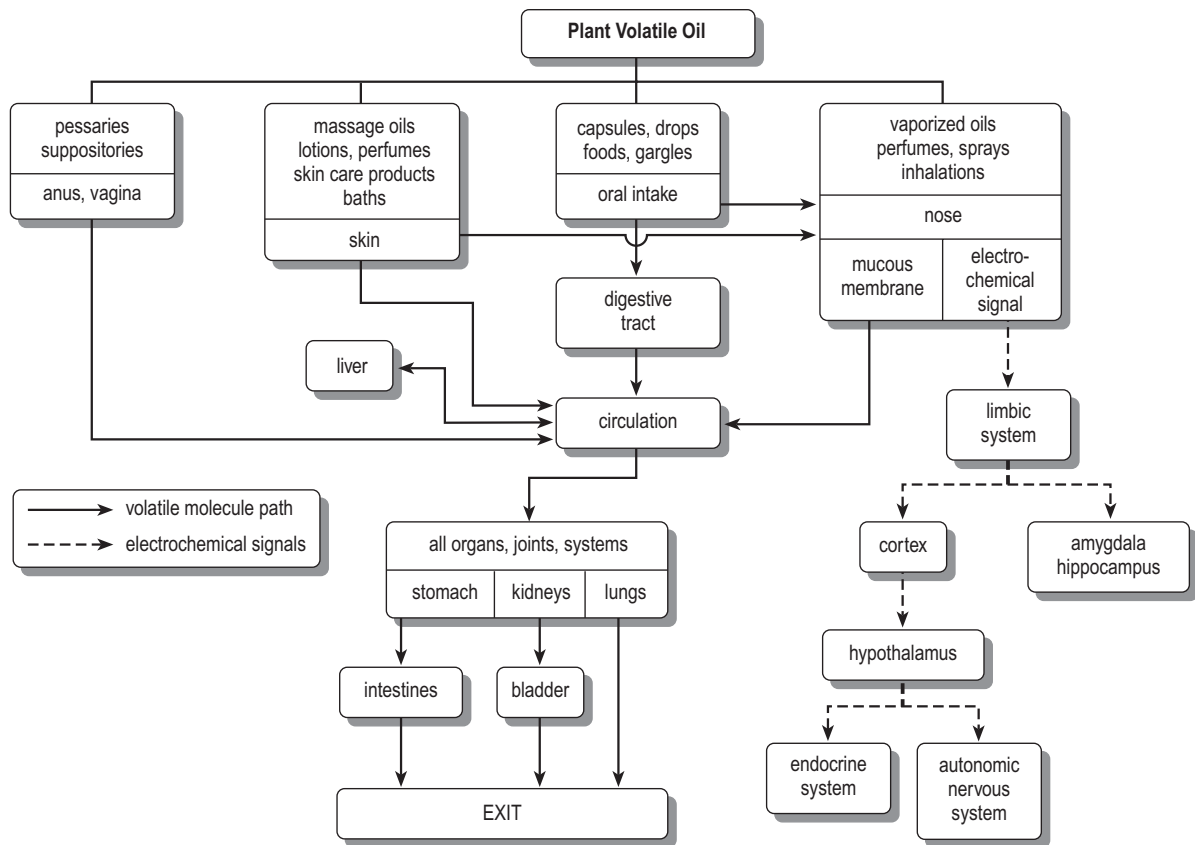 Plant Volatile Oil
pessaries
suppositories
anus, vagina
massage oils
lotions, perfumes
skin care products
baths
skin
capsules, drops
foods, gargles
oral intake
vaporized oils
perfumes, sprays
inhalations
nose
mucous
membrane
electro-
chemical
signal
digestive
tract
liver
circulation
limbic
system
volatile molecule path
electrochemical signals
all organs, joints, systems
stomach
kidneys
lungs
cortex
amygdala
hippocampus
hypothalamus
intestines
bladder
endocrine
system
autonomic
nervous
system
EXIT